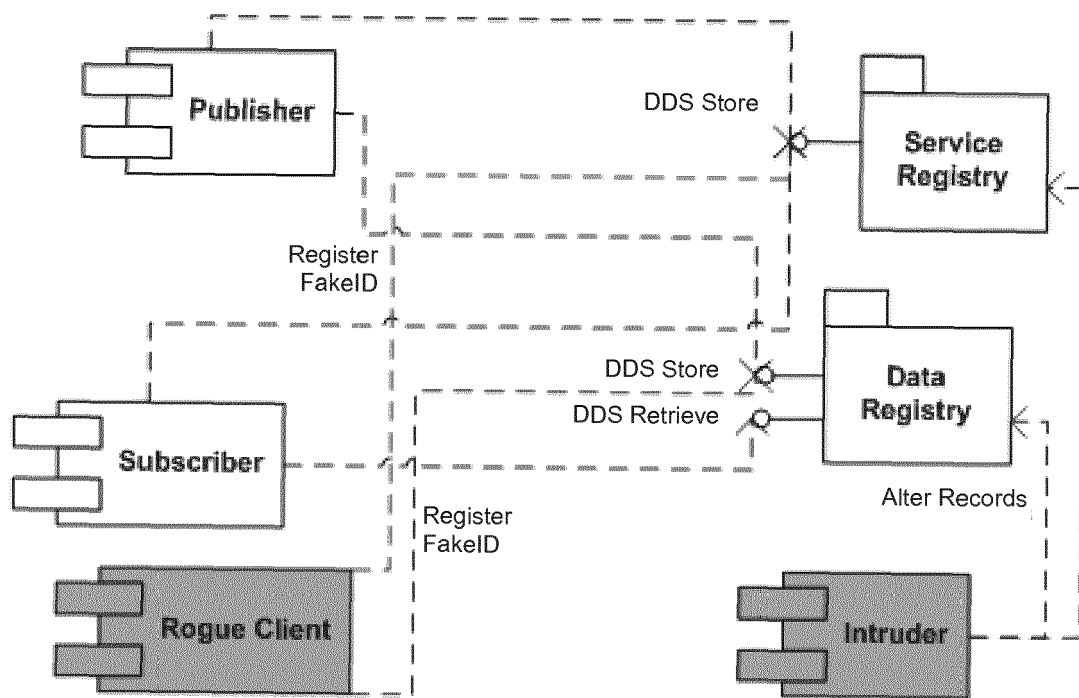 Publisher
DDS Store
Service
Registry
Register
FakeID
DDS Store
DDS Retrieve
Data
Registry
Subscriber
Register
FakeID
Alter Records
Rogue Client
Intruder